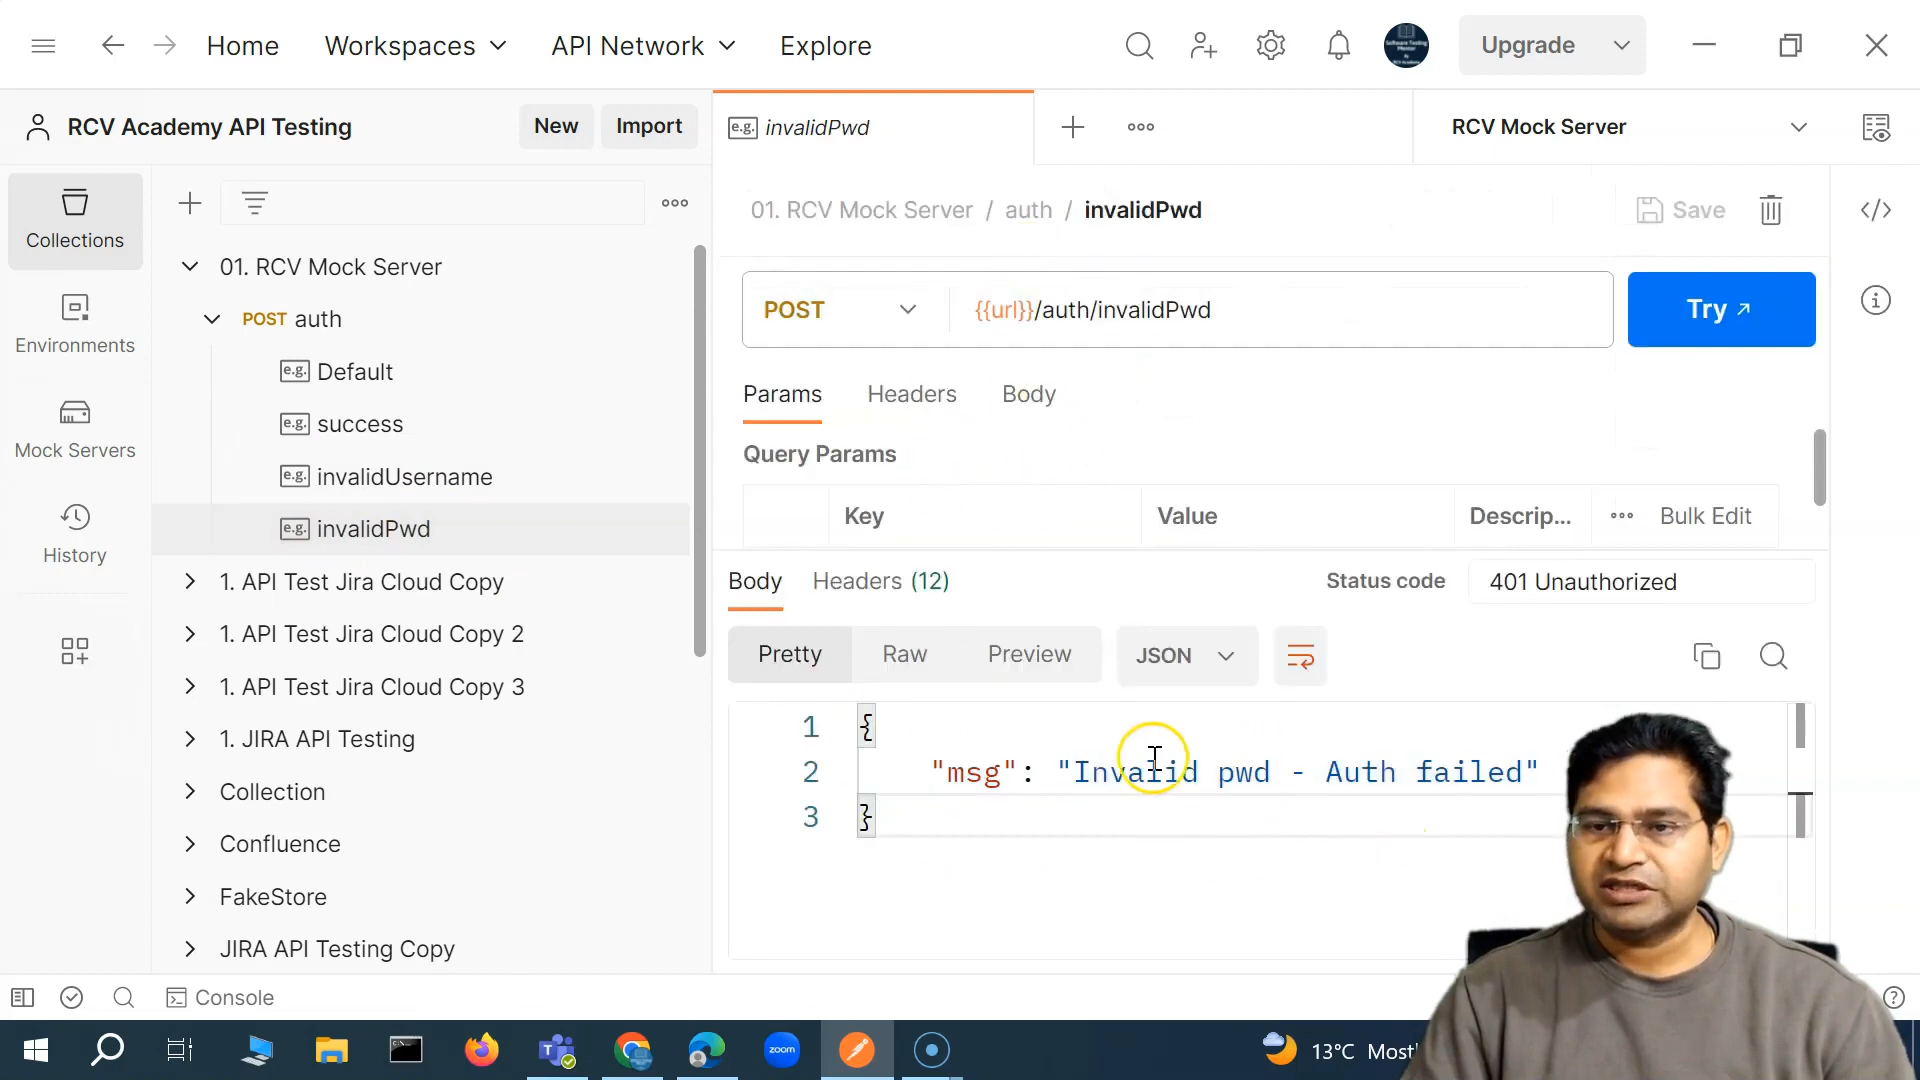 Home Workspaces API Network Explore Upgrade
RCV Academy API Testing New Import
e.g. invalidPwd
RCV Mock Server
Collections
Environments
Mock Servers
History
01. RCV Mock Server
POST auth
e.g. Default
e.g. success
e.g. invalidUsername
e.g. invalidPwd
1. API Test Jira Cloud Copy
1. API Test Jira Cloud Copy 2
1. API Test Jira Cloud Copy 3
1. JIRA API Testing
Collection
Confluence
FakeStore
JIRA API Testing Copy
01. RCV Mock Server / auth / invalidPwd
Save
POST {{url}}/auth/invalidPwd Try
Params Headers Body
Query Params
Key Value Descrip... Bulk Edit
Body Headers (12) Status code 401 Unauthorized
Pretty Raw Preview JSON
1 {
2 "msg": "Invalid pwd - Auth failed"
3 }
Console
zoom
13°C Mostl